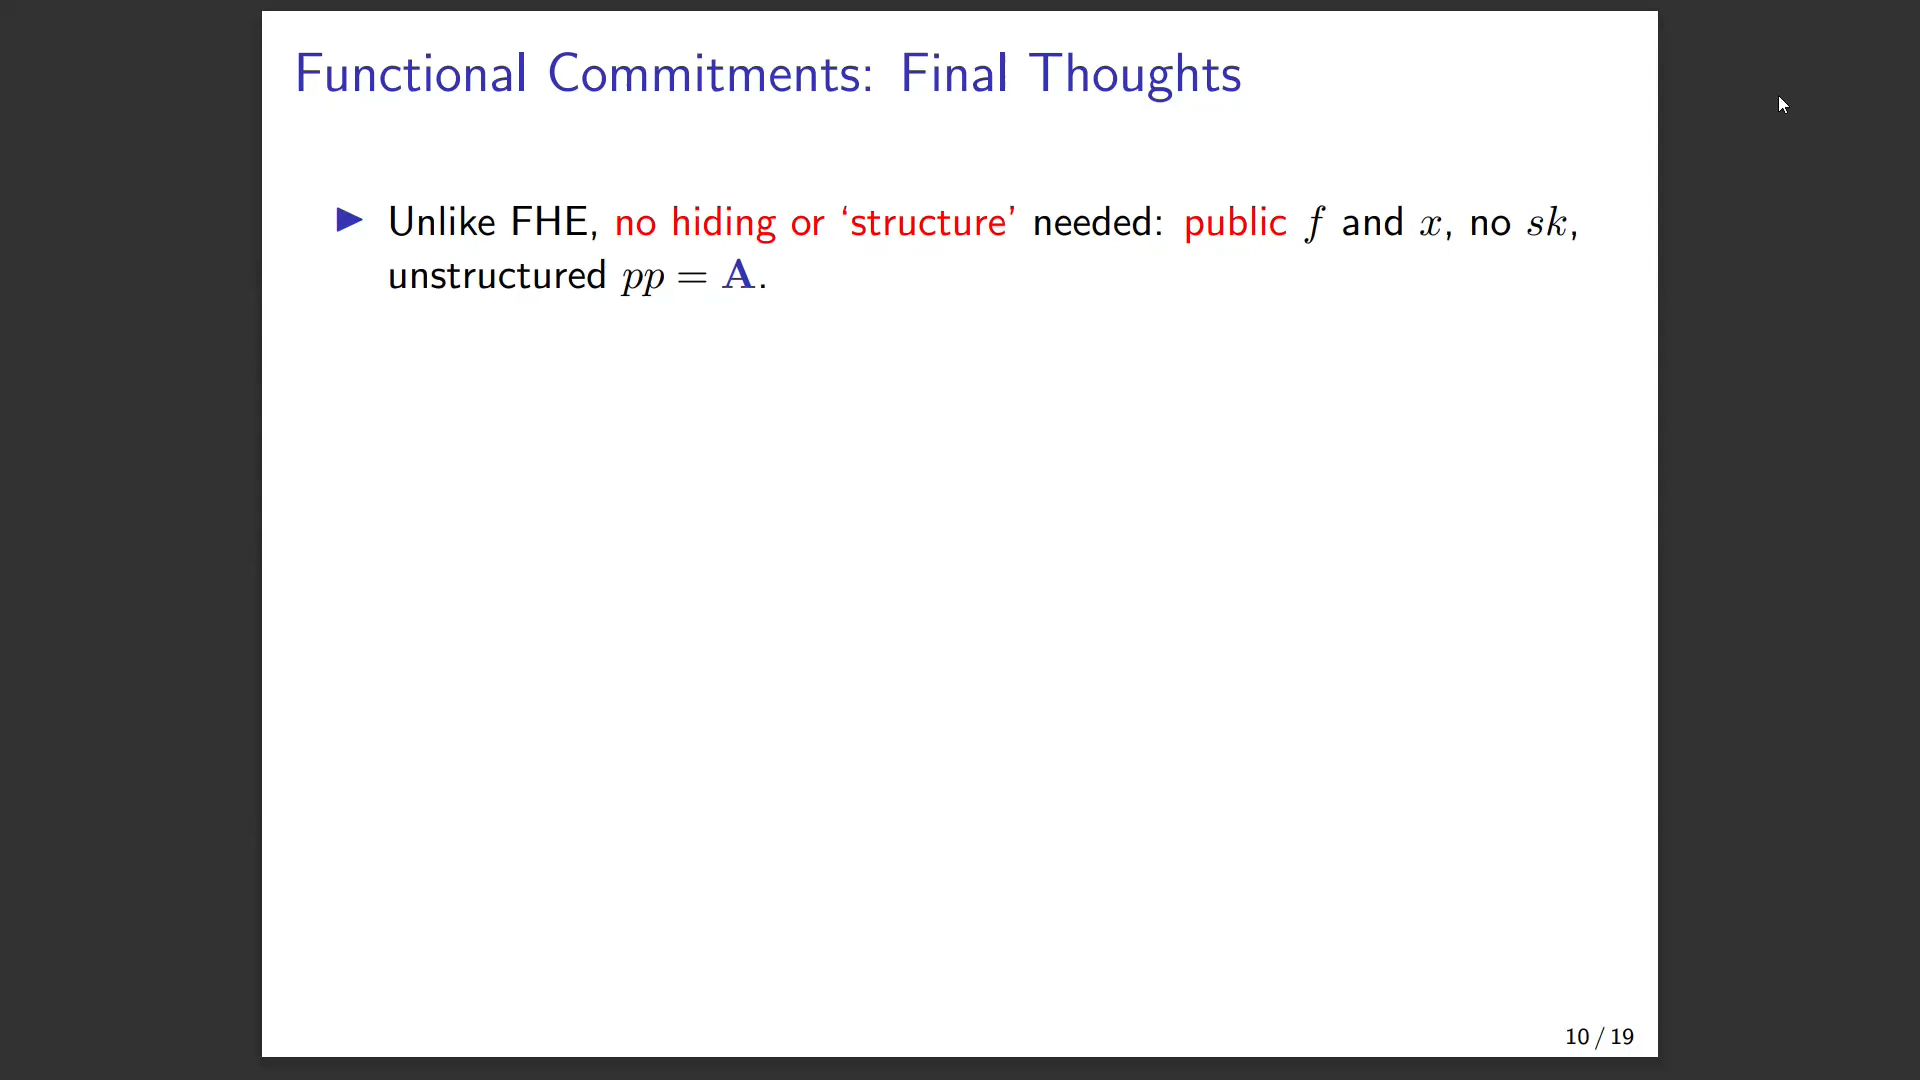 Functional Commitments: Final Thoughts
Unlike FHE, no hiding or ‘structure’ needed: public f and x, no sk,
unstructured pp = A.
10 / 19